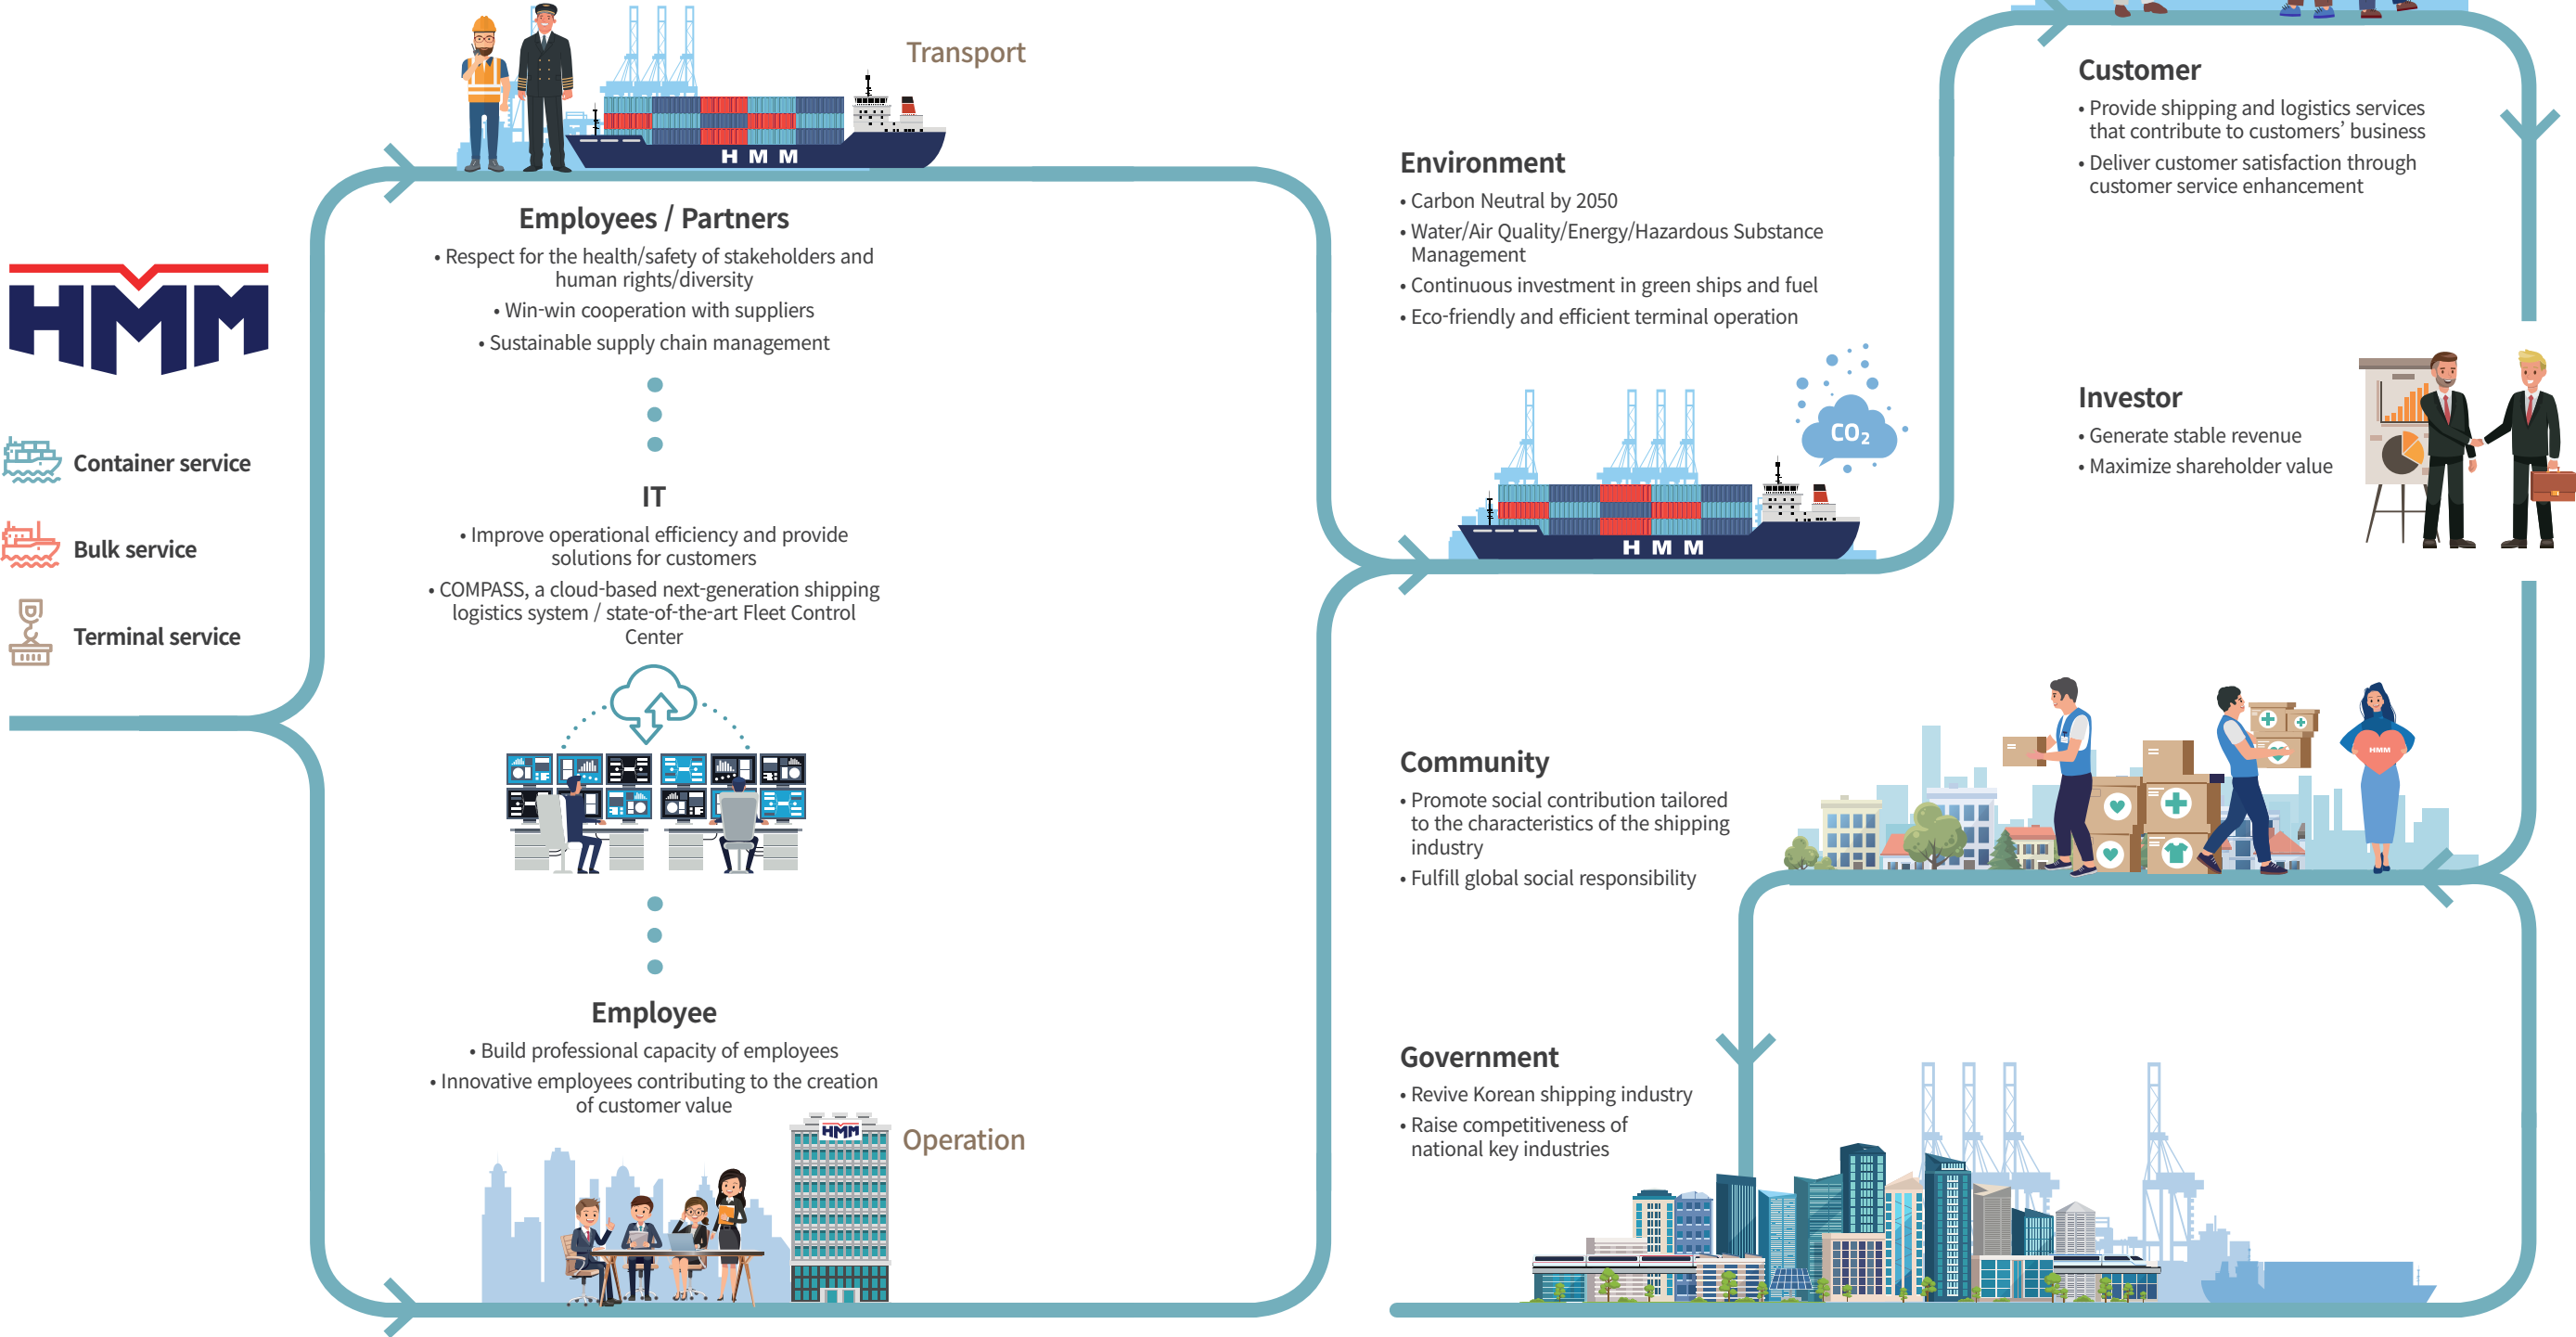 HMM
Container service
Bulk service
Terminal service
Transport
H M M
Employees / Partners
• Respect for the health/safety of stakeholders and
human rights/diversity
• Win-win cooperation with suppliers
• Sustainable supply chain management
IT
• Improve operational efficiency and provide
solutions for customers
• COMPASS, a cloud-based next-generation shipping
logistics system / state-of-the-art Fleet Control
Center
Employee
• Build professional capacity of employees
• Innovative employees contributing to the creation
of customer value
HMM
Operation
Environment
• Carbon Neutral by 2050
• Water/Air Quality/Energy/Hazardous Substance
Management
• Continuous investment in green ships and fuel
• Eco-friendly and efficient terminal operation
CO₂
H M M
Customer
• Provide shipping and logistics services
that contribute to customers’ business
• Deliver customer satisfaction through
customer service enhancement
Investor
• Generate stable revenue
• Maximize shareholder value
Community
• Promote social contribution tailored
to the characteristics of the shipping
industry
• Fulfill global social responsibility
HMM
Government
• Revive Korean shipping industry
• Raise competitiveness of
national key industries